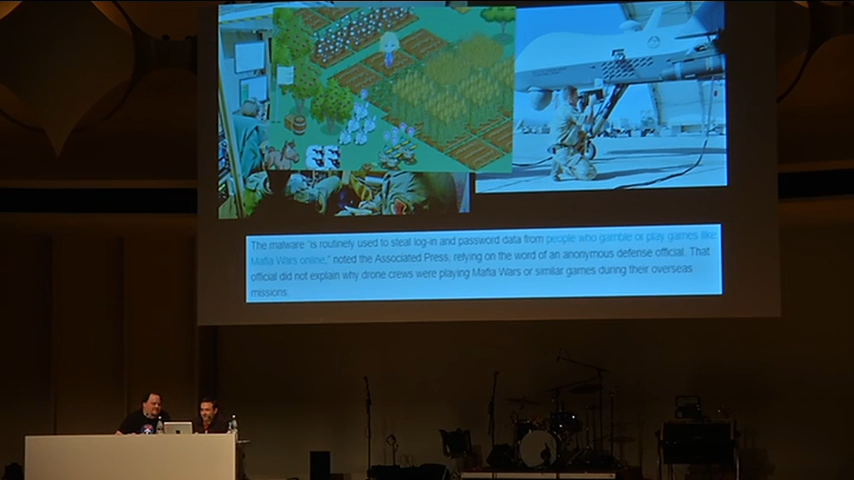 The malware "is routinely used to steal log-in and password data from people who gamble or play games like
Mafia Wars online," noted the Associated Press, relying on the word of an anonymous defense official. That
official did not explain why drone crews were playing Mafia Wars or similar games during their overseas
missions.